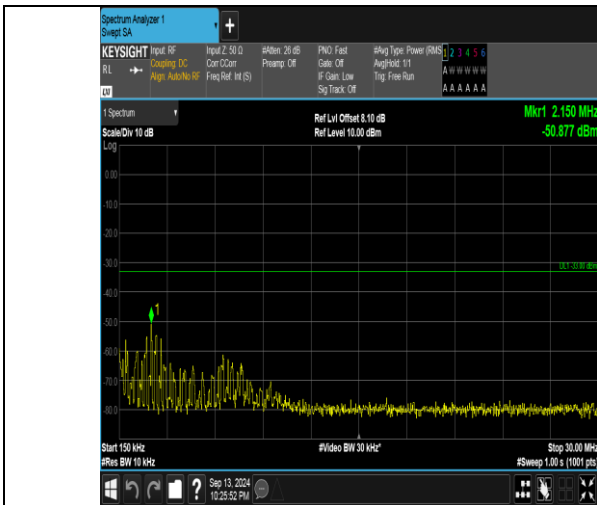 Spectrum Analyzer 1
Swept SA
KEYSIGHT
RL
LXI
Input: RF
Coupling: DC
Align: Auto/No RF
Input Z: 50 Ω
Corr CCorr
Freq Ref: Int (S)
#Atten: 26 dB
Preamp: Off
PNO: Fast
Gate: Off
IF Gain: Low
Sig Track: Off
#Avg Type: Power (RMS
Avg|Hold: 1/1
Trig: Free Run
1 2 3 4 5 6
A W W W W W
A A A A A A
1 Spectrum
Scale/Div 10 dB
Ref Lvl Offset 8.10 dB
Ref Level 10.00 dBm
Mkr1 2.150 MHz
-50.877 dBm
Log
0.00
-10.0
-20.0
-30.0
DL1 -33.00 dBm
-40.0
1
-50.0
-60.0
-70.0
-80.0
Start 150 kHz
#Video BW 30 kHz*
Stop 30.00 MHz
#Res BW 10 kHz
#Sweep 1.00 s (1001 pts)
Sep 13, 2024
10:25:52 PM